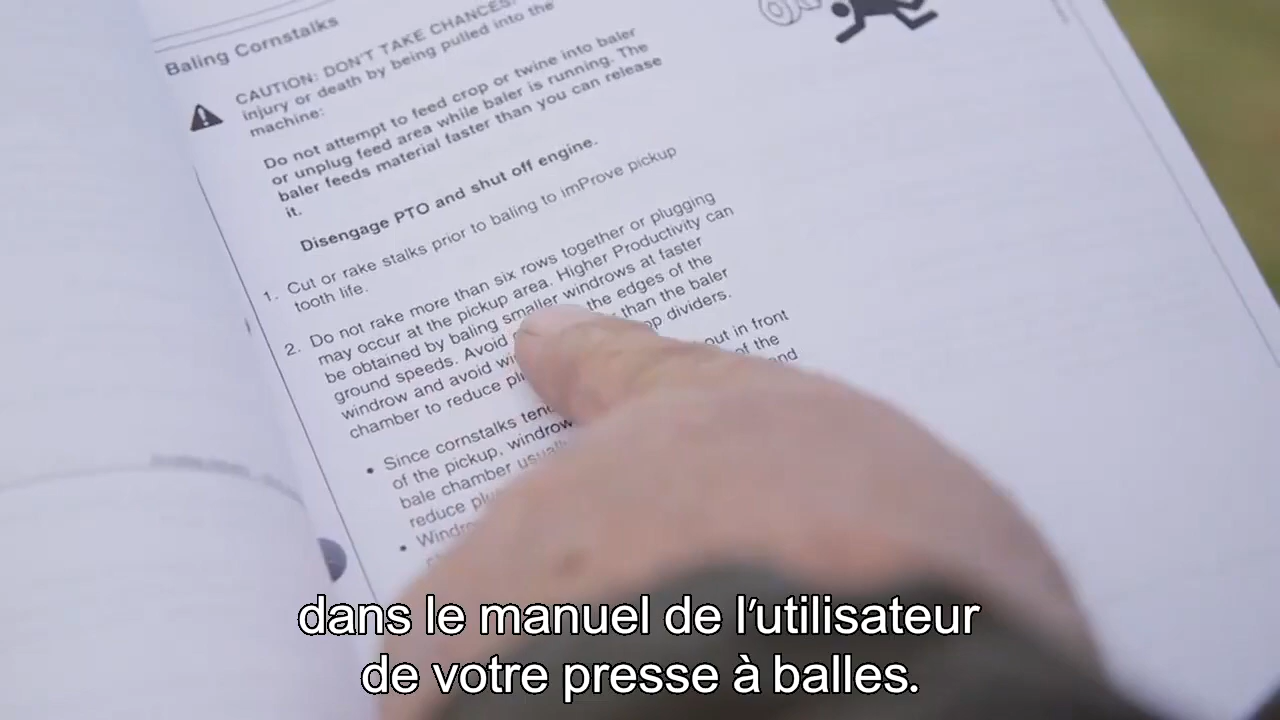 Baling Cornstalks
CAUTION: DON'T TAKE CHANCES.
injury or death by being pulled into the
machine:
Do not attempt to feed crop or twine into baler
or unplug feed area while baler is running. The
baler feeds material faster than you can release
it.
Disengage PTO and shut off engine.
1. Cut or rake stalks prior to baling to imProve pickup
tooth life.
2. Do not rake more than six rows together or plugging
may occur at the pickup area. Higher Productivity can
be obtained by baling smaller windrows at faster
ground speeds. Avoid the edges of the
windrow and avoid than the baler
chamber to reduce dividers.
• Since cornstalks out in front
of the pickup, of the
bale chamber and
reduce
•
dans le manuel de l'utilisateur
de votre presse à balles.